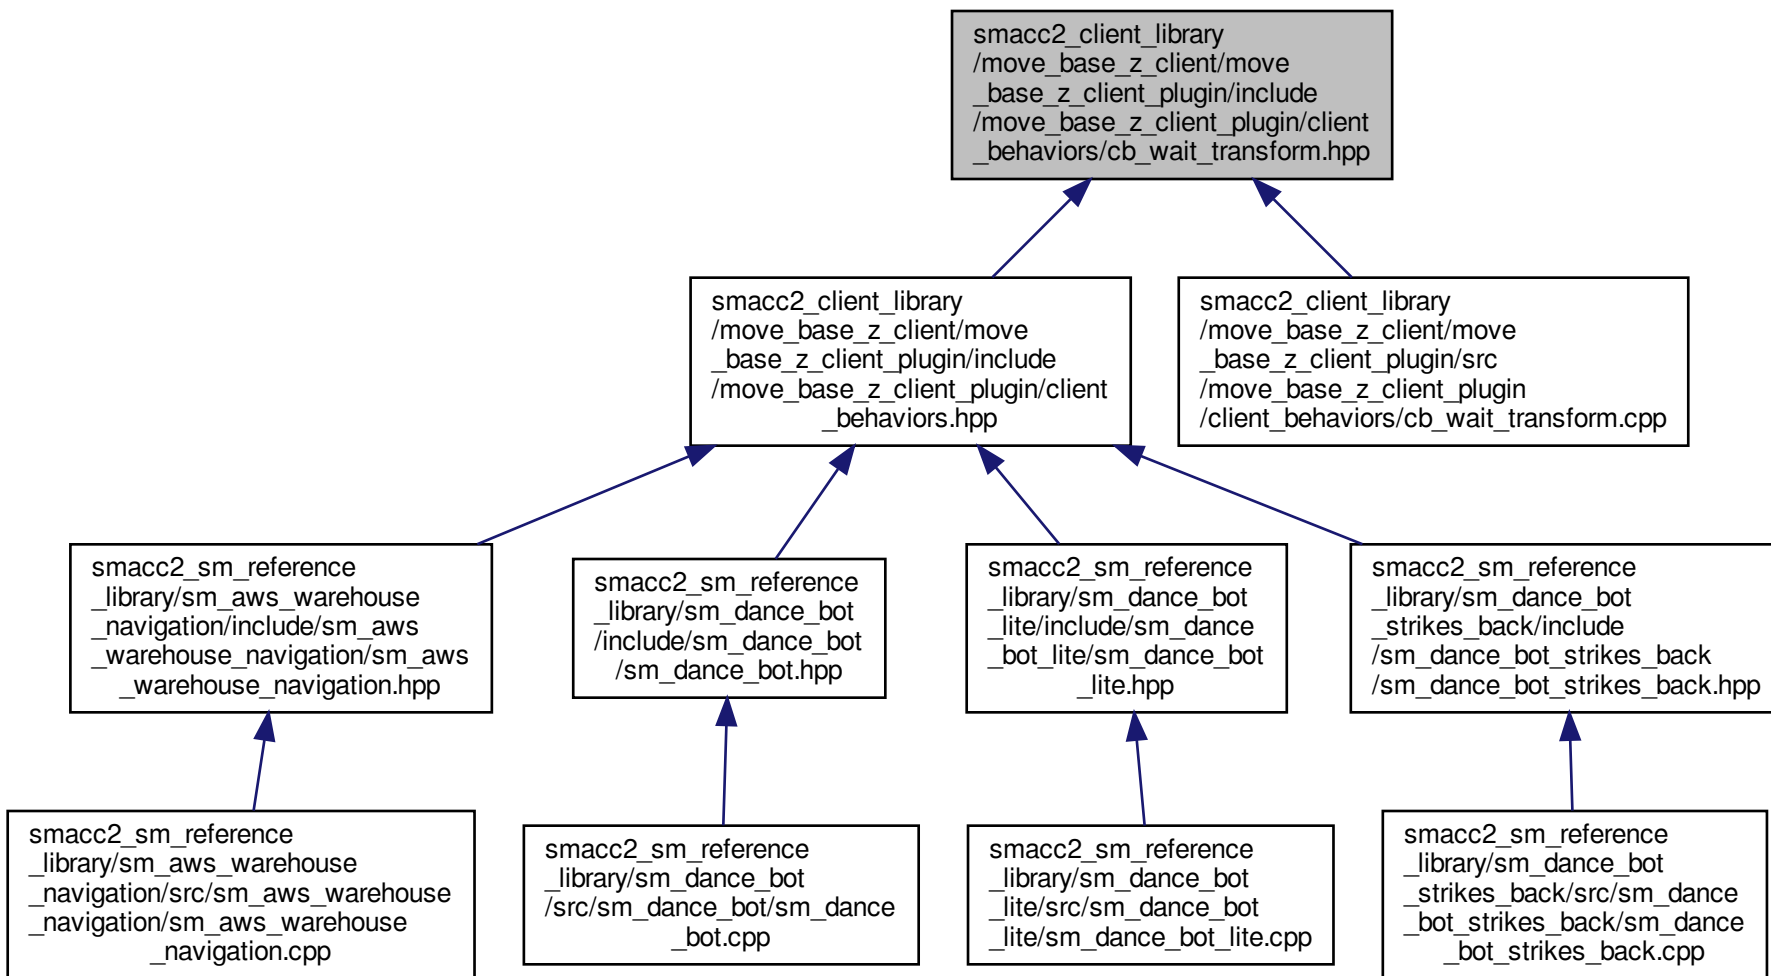 smacc2_client_library
/move_base_z_client/move
_base_z_client_plugin/include
/move_base_z_client_plugin/client
_behaviors/cb_wait_transform.hpp
smacc2_client_library
/move_base_z_client/move
_base_z_client_plugin/include
/move_base_z_client_plugin/client
_behaviors.hpp
smacc2_client_library
/move_base_z_client/move
_base_z_client_plugin/src
/move_base_z_client_plugin
/client_behaviors/cb_wait_transform.cpp
smacc2_sm_reference
_library/sm_aws_warehouse
_navigation/include/sm_aws
_warehouse_navigation/sm_aws
_warehouse_navigation.hpp
smacc2_sm_reference
_library/sm_dance_bot
/include/sm_dance_bot
/sm_dance_bot.hpp
smacc2_sm_reference
_library/sm_dance_bot
_lite/include/sm_dance
_bot_lite/sm_dance_bot
_lite.hpp
smacc2_sm_reference
_library/sm_dance_bot
_strikes_back/include
/sm_dance_bot_strikes_back
/sm_dance_bot_strikes_back.hpp
smacc2_sm_reference
_library/sm_aws_warehouse
_navigation/src/sm_aws_warehouse
_navigation/sm_aws_warehouse
_navigation.cpp
smacc2_sm_reference
_library/sm_dance_bot
/src/sm_dance_bot/sm_dance
_bot.cpp
smacc2_sm_reference
_library/sm_dance_bot
_lite/src/sm_dance_bot
_lite/sm_dance_bot_lite.cpp
smacc2_sm_reference
_library/sm_dance_bot
_strikes_back/src/sm_dance
_bot_strikes_back/sm_dance
_bot_strikes_back.cpp